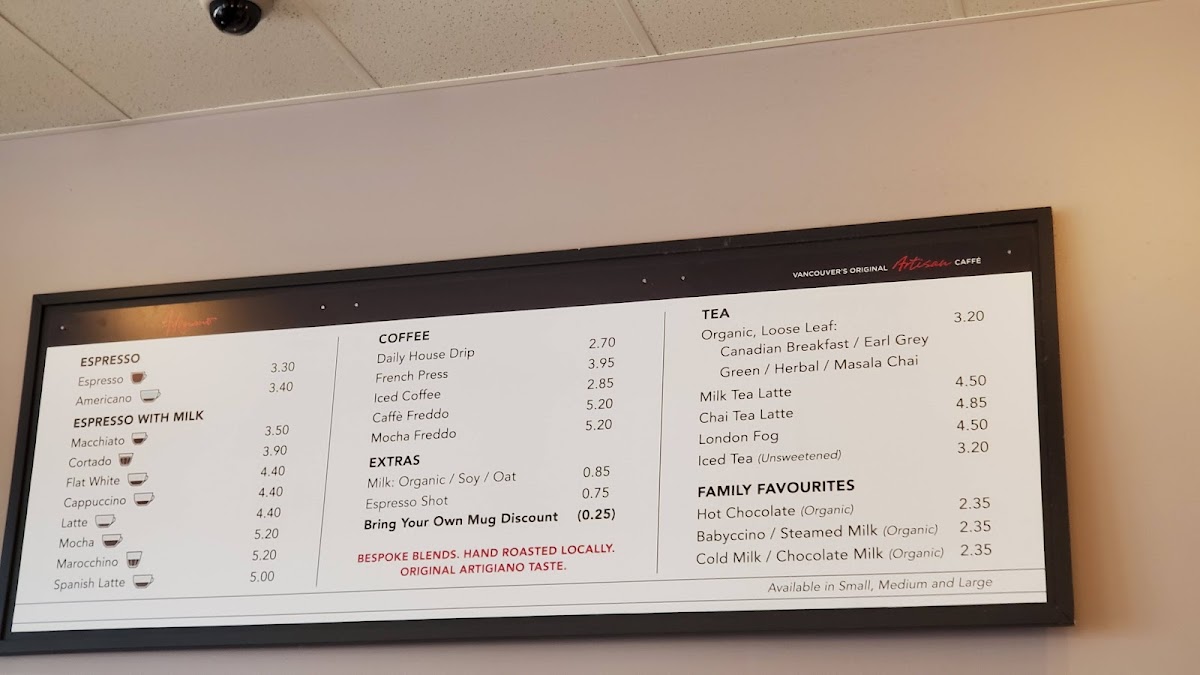 VANCOUVER'S ORIGINAL Artisan CAFFÈ
ESPRESSO
Espresso 3.30
Americano 3.40
ESPRESSO WITH MILK
Macchiato 3.50
Cortado 3.90
Flat White 4.40
Cappuccino 4.40
Latte 4.40
Mocha 5.20
Marocchino 5.20
Spanish Latte 5.00
COFFEE
Daily House Drip 2.70
French Press 3.95
Iced Coffee 2.85
Caffè Freddo 5.20
Mocha Freddo 5.20
EXTRAS
Milk: Organic / Soy / Oat 0.85
Espresso Shot 0.75
Bring Your Own Mug Discount (0.25)
BESPOKE BLENDS. HAND ROASTED LOCALLY.
ORIGINAL ARTIGIANO TASTE.
TEA
Organic, Loose Leaf: 3.20
Canadian Breakfast / Earl Grey
Green / Herbal / Masala Chai
Milk Tea Latte 4.50
Chai Tea Latte 4.85
London Fog 4.50
Iced Tea (Unsweetened) 3.20
FAMILY FAVOURITES
Hot Chocolate (Organic) 2.35
Babyccino / Steamed Milk (Organic) 2.35
Cold Milk / Chocolate Milk (Organic) 2.35
Available in Small, Medium and Large